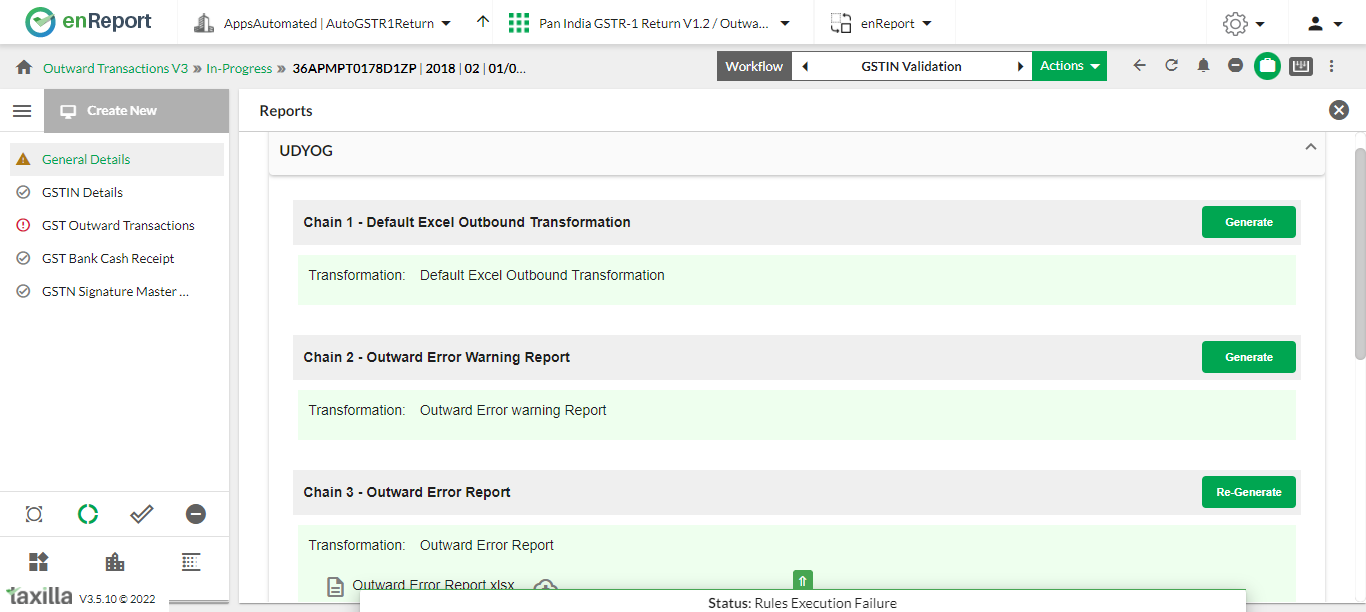 enReport
AppsAutomated | AutoGSTR1Return
Pan India GSTR-1 Return V1.2 / Outwa...
enReport
Outward Transactions V3 » In-Progress » 36APMPT0178D1ZP | 2018 | 02 | 01/0...
Workflow
GSTIN Validation
Actions
Create New
General Details
GSTIN Details
GST Outward Transactions
GST Bank Cash Receipt
GSTN Signature Master ...
Reports
UDYOG
Chain 1 - Default Excel Outbound Transformation
Generate
Transformation: Default Excel Outbound Transformation
Chain 2 - Outward Error Warning Report
Generate
Transformation: Outward Error warning Report
Chain 3 - Outward Error Report
Re-Generate
Transformation: Outward Error Report
Outward Error Report.xlsx
Status: Rules Execution Failure
taxilla V3.5.10 © 2022